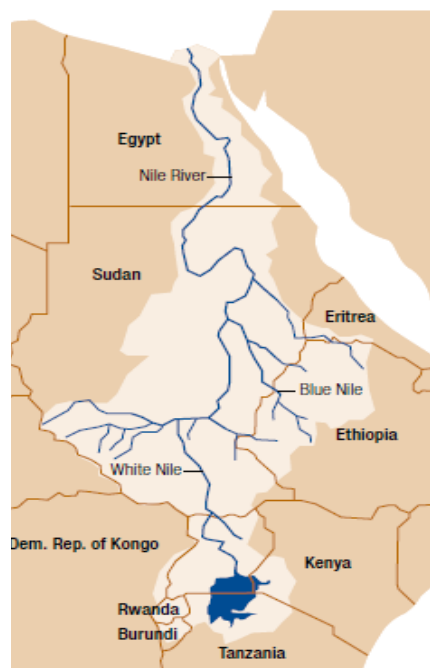 Egypt
Nile River
Sudan
Eritrea
Blue Nile
Ethiopia
White Nile
Dem. Rep. of Kongo
Kenya
Rwanda
Burundi
Tanzania